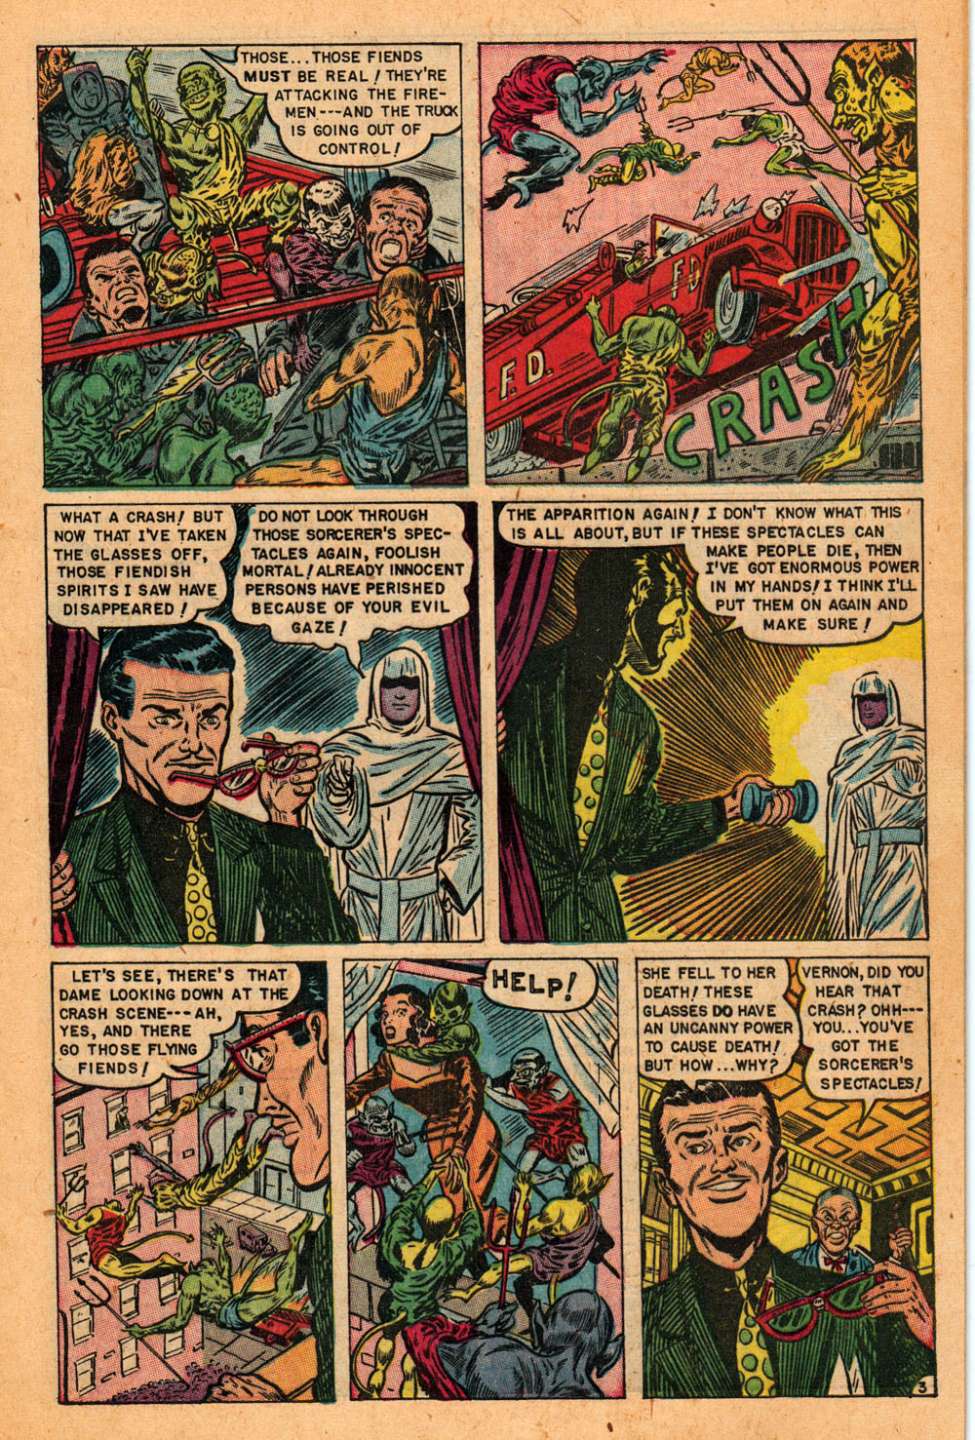 THOSE...THOSE FIENDS
MUST BE REAL! THEY'RE
ATTACKING THE FIRE-
MEN---AND THE TRUCK
IS GOING OUT OF
CONTROL!
F.D.
F.D.
CRASH
WHAT A CRASH! BUT
NOW THAT I'VE TAKEN
THE GLASSES OFF,
THOSE FIENDISH
SPIRITS I SAW HAVE
DISAPPEARED!
DO NOT LOOK THROUGH
THOSE SORCERER'S SPEC-
TACLES AGAIN, FOOLISH
MORTAL! ALREADY INNOCENT
PERSONS HAVE PERISHED
BECAUSE OF YOUR EVIL
GAZE!
THE APPARITION AGAIN! I DON'T KNOW WHAT THIS
IS ALL ABOUT, BUT IF THESE SPECTACLES CAN
MAKE PEOPLE DIE, THEN
I'VE GOT ENORMOUS POWER
IN MY HANDS! I THINK I'LL
PUT THEM ON AGAIN AND
MAKE SURE!
LET'S SEE, THERE'S THAT
DAME LOOKING DOWN AT THE
CRASH SCENE---AH,
YES, AND THERE
GO THOSE FLYING
FIENDS!
HELP!
SHE FELL TO HER
DEATH! THESE
GLASSES DO HAVE
AN UNCANNY POWER
TO CAUSE DEATH!
BUT HOW...WHY?
VERNON, DID YOU
HEAR THAT
CRASH? OHH---
YOU...YOU'VE
GOT THE
SORCERER'S
SPECTACLES!
3